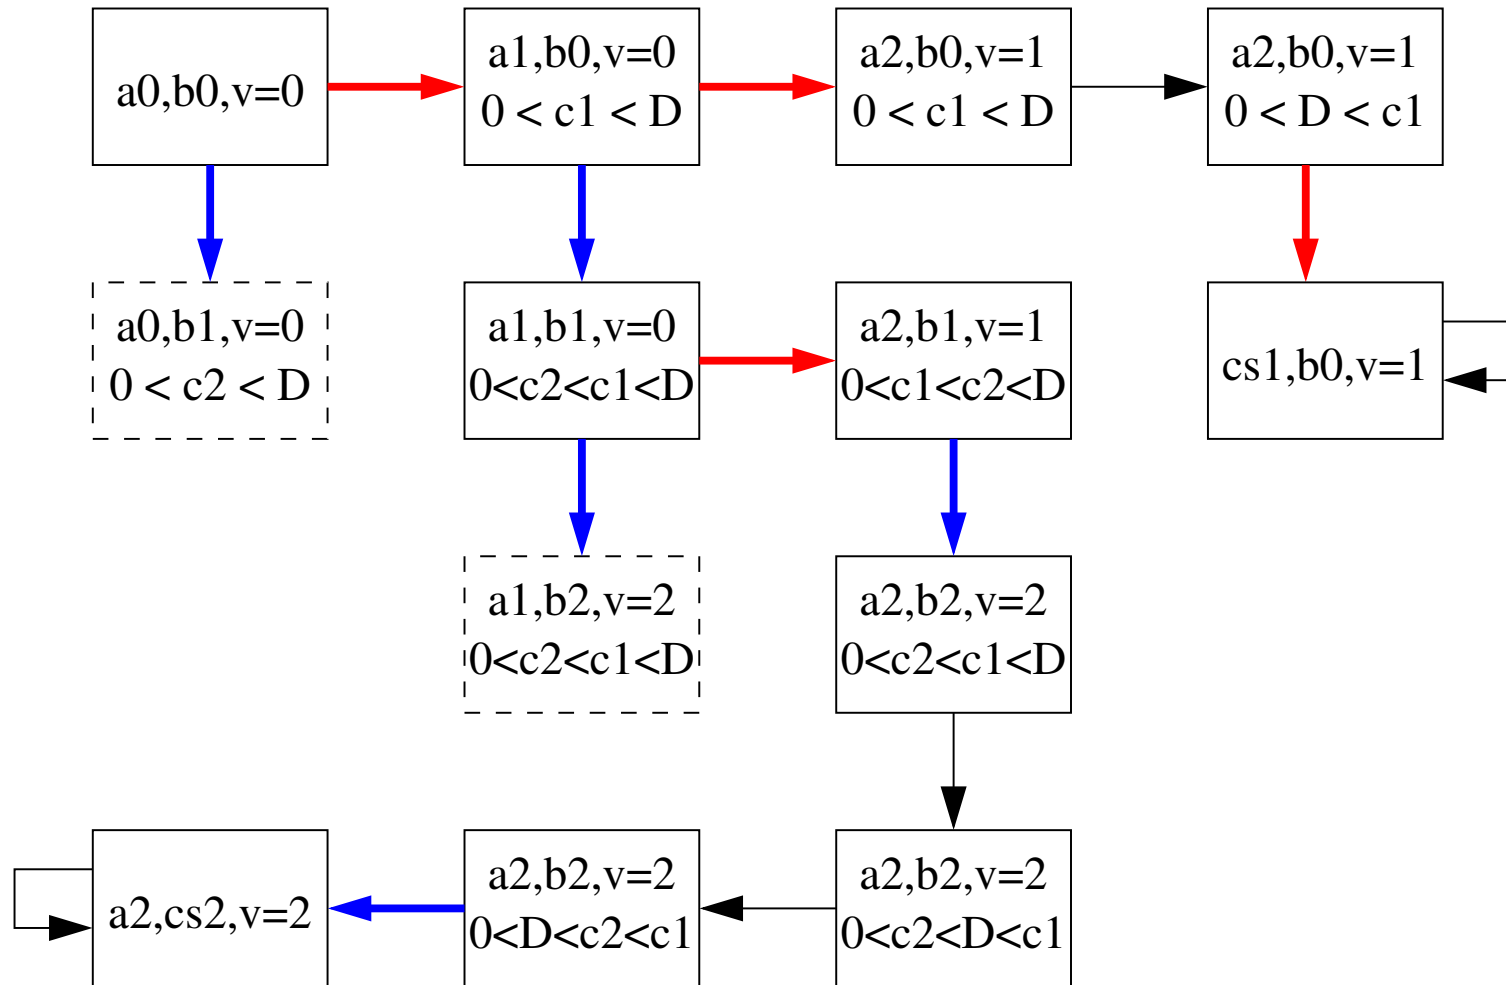 a0,b0,v=0
a1,b0,v=0
0 < c1 < D
a2,b0,v=1
0 < c1 < D
a2,b0,v=1
0 < D < c1
a0,b1,v=0
0 < c2 < D
a1,b1,v=0
0<c2<c1<D
a2,b1,v=1
0<c1<c2<D
cs1,b0,v=1
a1,b2,v=2
0<c2<c1<D
a2,b2,v=2
0<c2<c1<D
a2,cs2,v=2
a2,b2,v=2
0<D<c2<c1
a2,b2,v=2
0<c2<D<c1